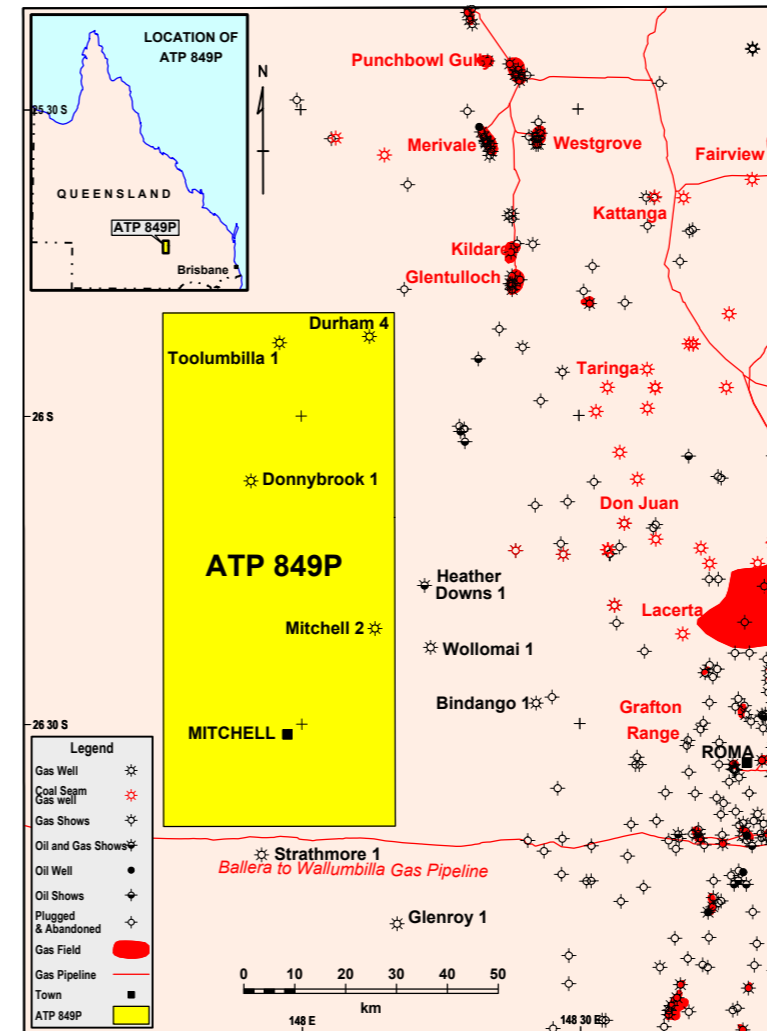 LOCATION OF
ATP 849P
25 30 S
QUEENSLAND
ATP 849P
Brisbane
N
Punchbowl Gully
Merivale
Westgrove
Fairview
Kattanga
Kildare
Glentulloch
Durham 4
Toolumbilla 1
Taringa
26 S
Donnybrook 1
Don Juan
ATP 849P
Heather
Downs 1
Lacerta
Mitchell 2
Wollomai 1
Bindango 1
Grafton
Range
26 30 S
MITCHELL
ROMA
Legend
Gas Well
Coal Seam
Gas well
Gas Shows
Oil and Gas Shows
Oil Well
Oil Shows
Plugged
& Abandoned
Gas Field
Gas Pipeline
Town
ATP 849P
Strathmore 1
Ballera to Wallumbilla Gas Pipeline
Glenroy 1
0 10 20 30 40 50
km
148 E
148 30 E